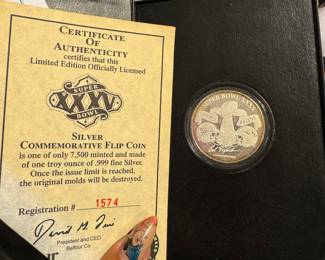 CERTIFICATE
OF
AUTHENTICITY
certifies that this
Limited Edition Officially Licensed
SUPER
XXXV
BOWL
SILVER
COMMEMORATIVE FLIP COIN
is one of only 7,500 minted and made
of one troy ounce of .999 fine Silver.
Once the issue limit is reached,
the original molds will be destroyed.
Registration # 1574
President and CEO
Balfour Co.
SUPER BOWL XXXV